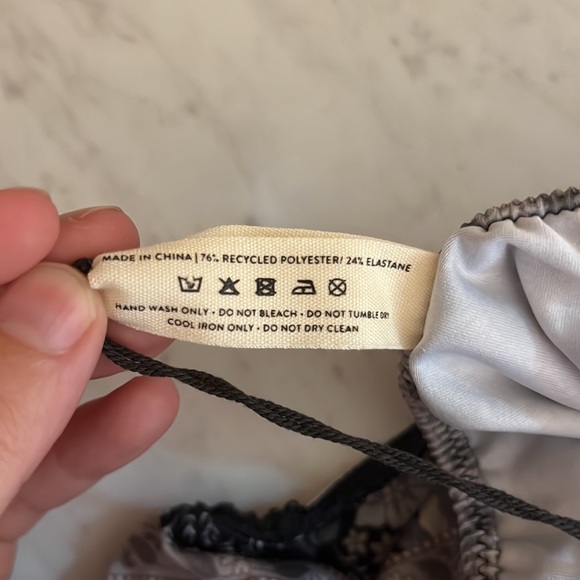 MADE IN CHINA | 76% RECYCLED POLYESTER/ 24% ELASTANE
HAND WASH ONLY • DO NOT BLEACH • DO NOT TUMBLE DRY
COOL IRON ONLY • DO NOT DRY CLEAN